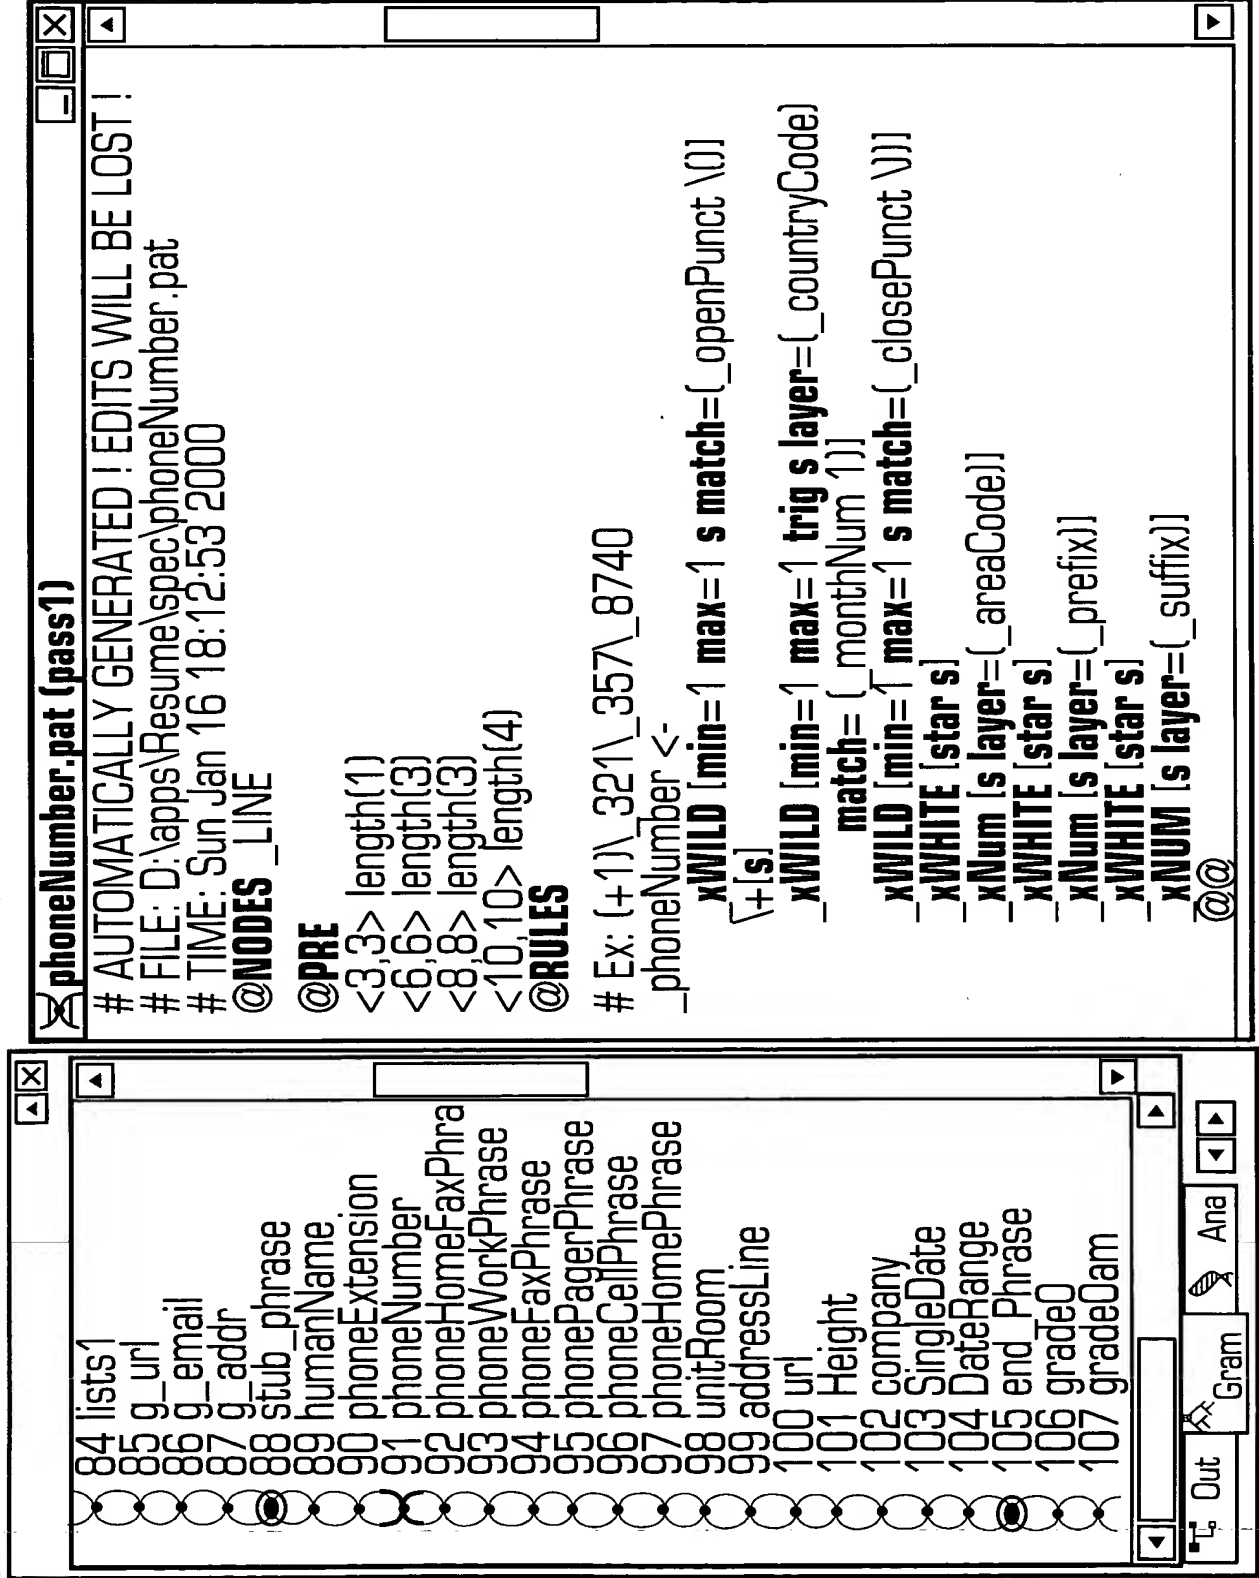 84 lists1
85 g_url
86 g_email
87 g_addr
88 stub_phrase
89 humanName
90 phoneExtension
91 phoneNumber
92 phoneHomeFaxPhra
93 phoneWorkPhrase
94 phoneFaxPhrase
95 phonePagerPhrase
96 phoneCellPhrase
97 phoneHomePhrase
98 unitRoom
99 addressLine
100 url
101 Height
102 company
103 SingleDate
104 DateRange
105 end_Phrase
106 grade0
107 gradeDam
Out Gram Ana
phoneNumber.pat (pass1)
# AUTOMATICALLY GENERATED ! EDITS WILL BE LOST !
# FILE: D:\apps\Resume\spec\phoneNumber.pat
# TIME: Sun Jan 16 18:12:53 2000
@NODES _LINE
@PRE
<3,3> length(1)
<6,6> length(3)
<8,8> length(3)
<10,10> length(4)
@RULES
# Ex: (+1)\_321\_357\_8740
_phoneNumber <-
_xWILD [min=1 max=1 s match=(_openPunct \()]
\+[s]
_xWILD [min=1 max=1 trig s layer=(_countryCode)
match= (_monthNum 1)]
_xWILD [min=1 max=1 s match=(_closePunct \))]
_xWHITE [star s]
_xNum [s layer=(_areaCode)]
_xWHITE [star s]
_xNum [s layer=(_prefix)]
_xWHITE [star s]
_xNUM [s layer=(_suffix)]
@@